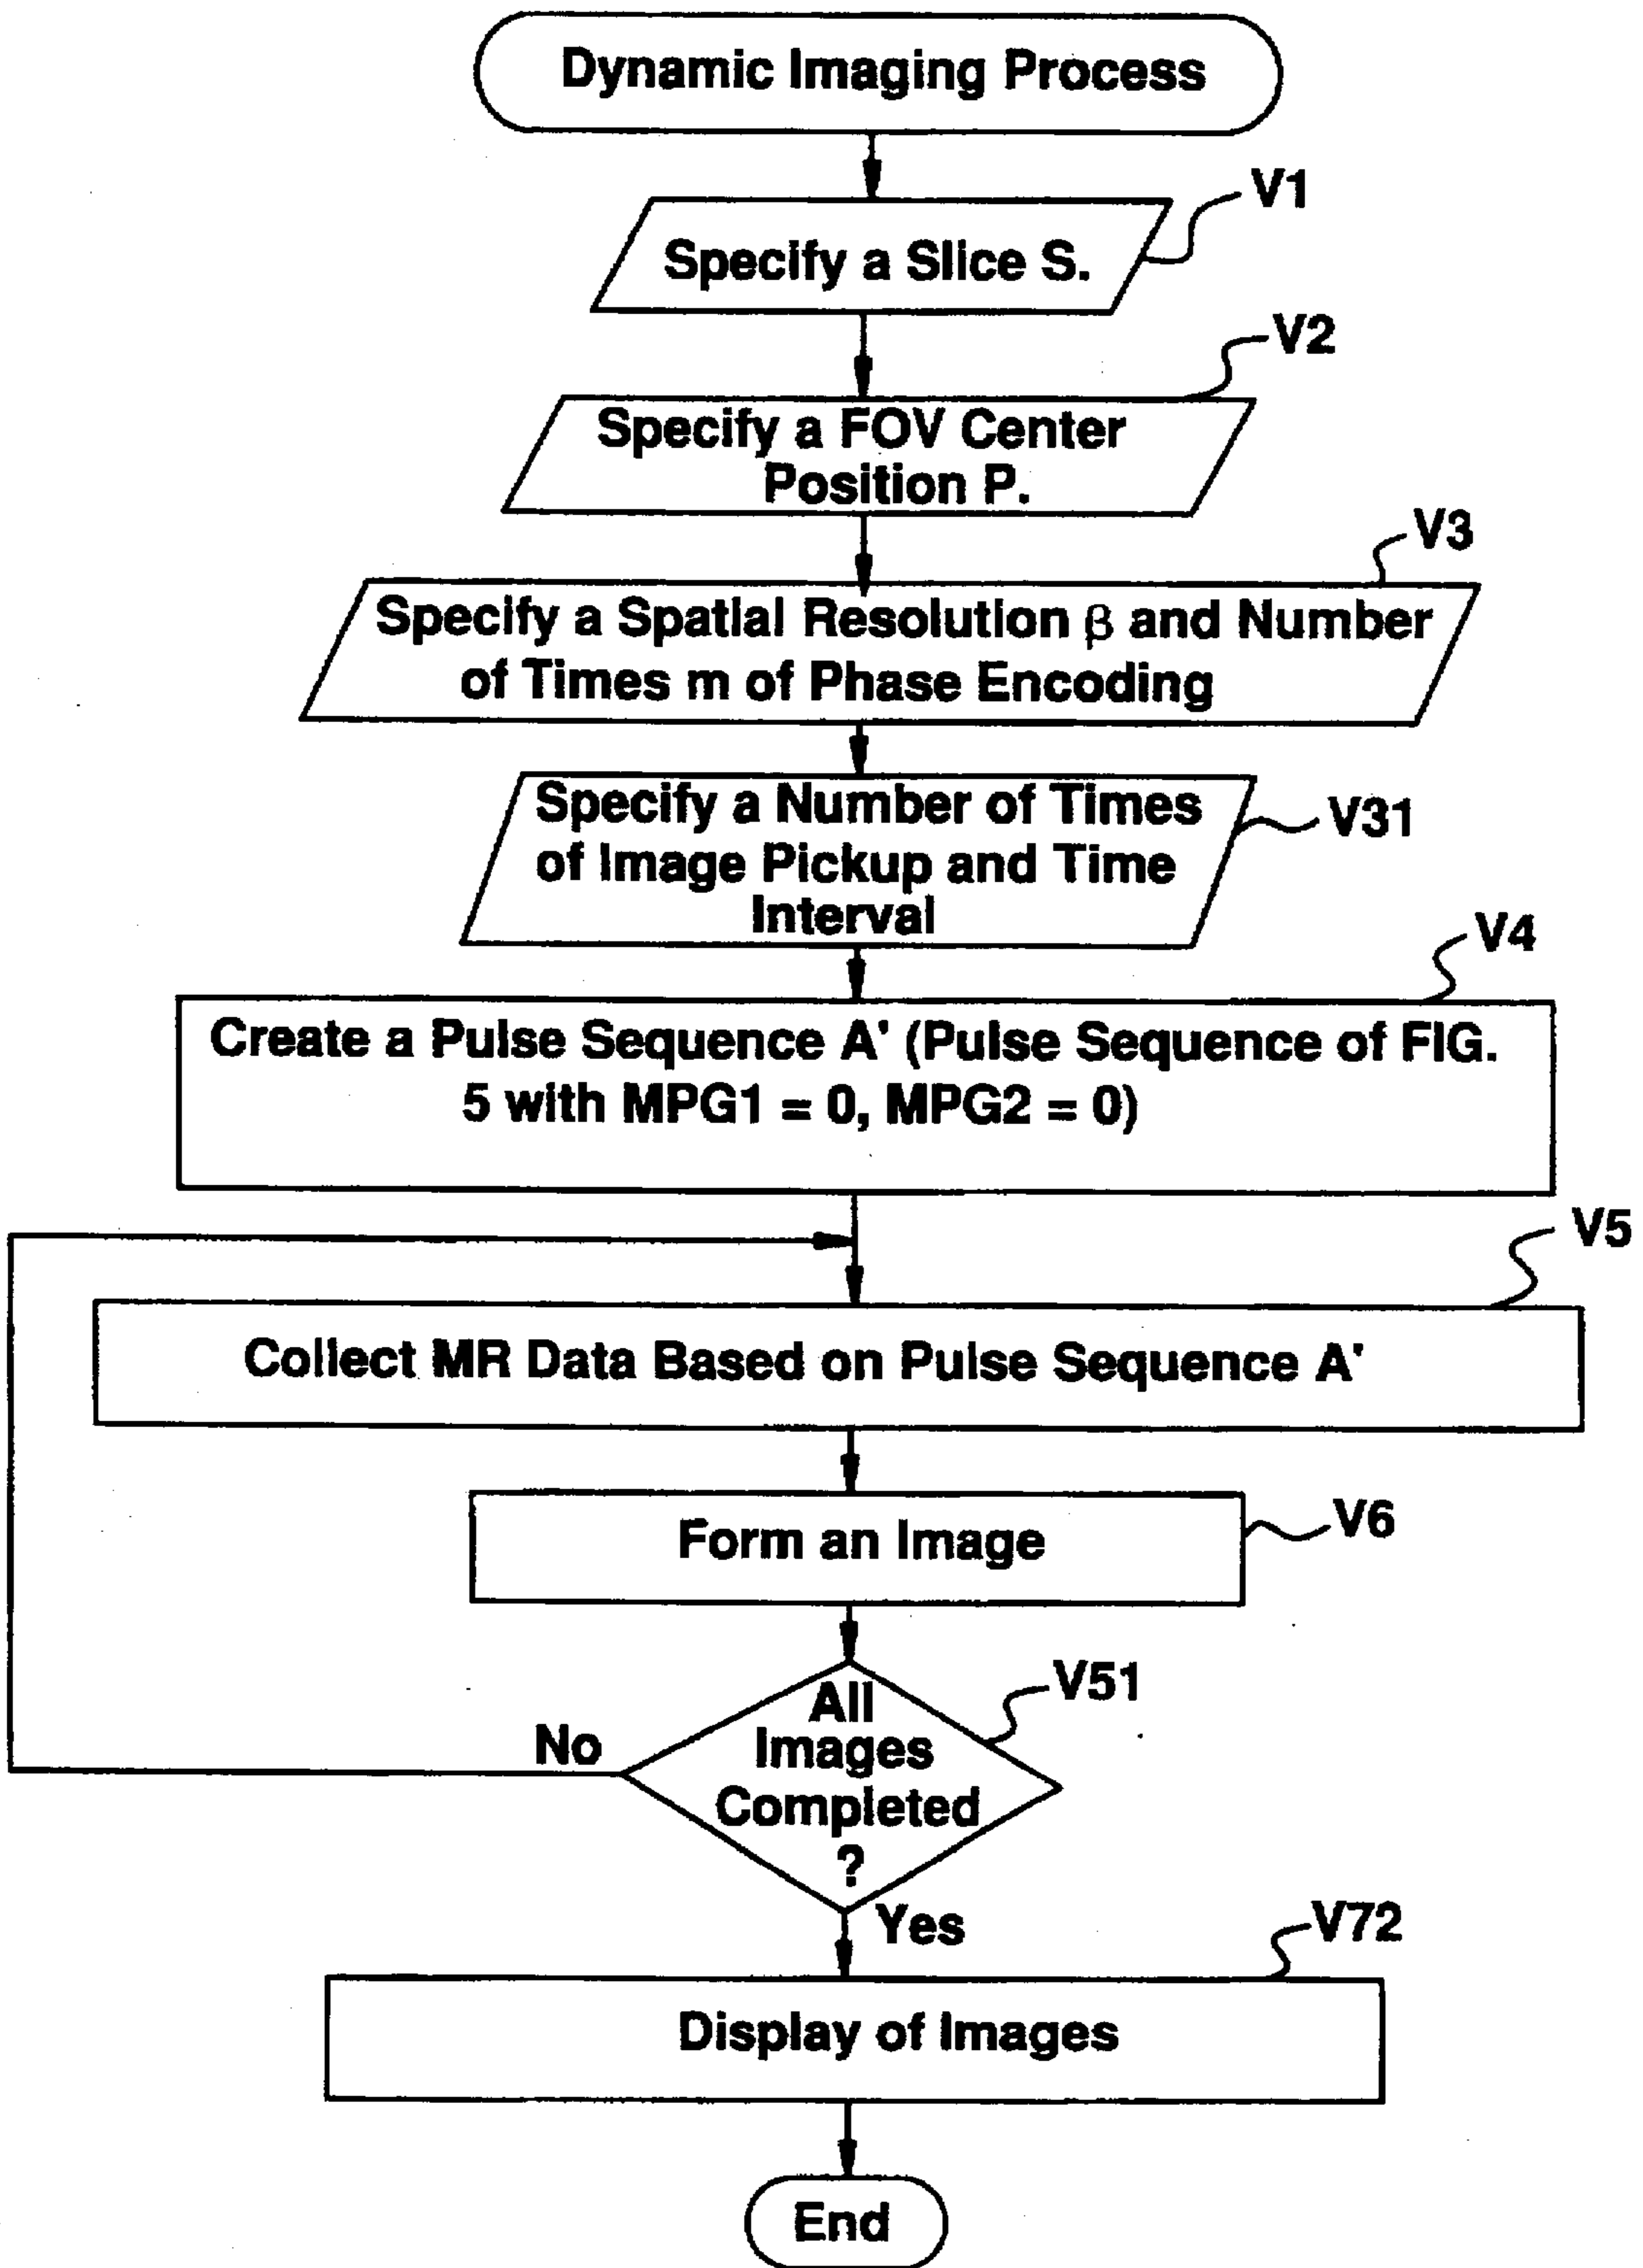 Dynamic Imaging Process
V1
Specify a Slice S.
V2
Specify a FOV Center
Position P.
V3
Specify a Spatial Resolution β and Number
of Times m of Phase Encoding
Specify a Number of Times
of Image Pickup and Time
Interval
V31
V4
Create a Pulse Sequence A' (Pulse Sequence of FIG.
5 with MPG1 = 0, MPG2 = 0)
V5
Collect MR Data Based on Pulse Sequence A'
Form an Image
V6
V51
All
Images
Completed
?
No
Yes
V72
Display of Images
End